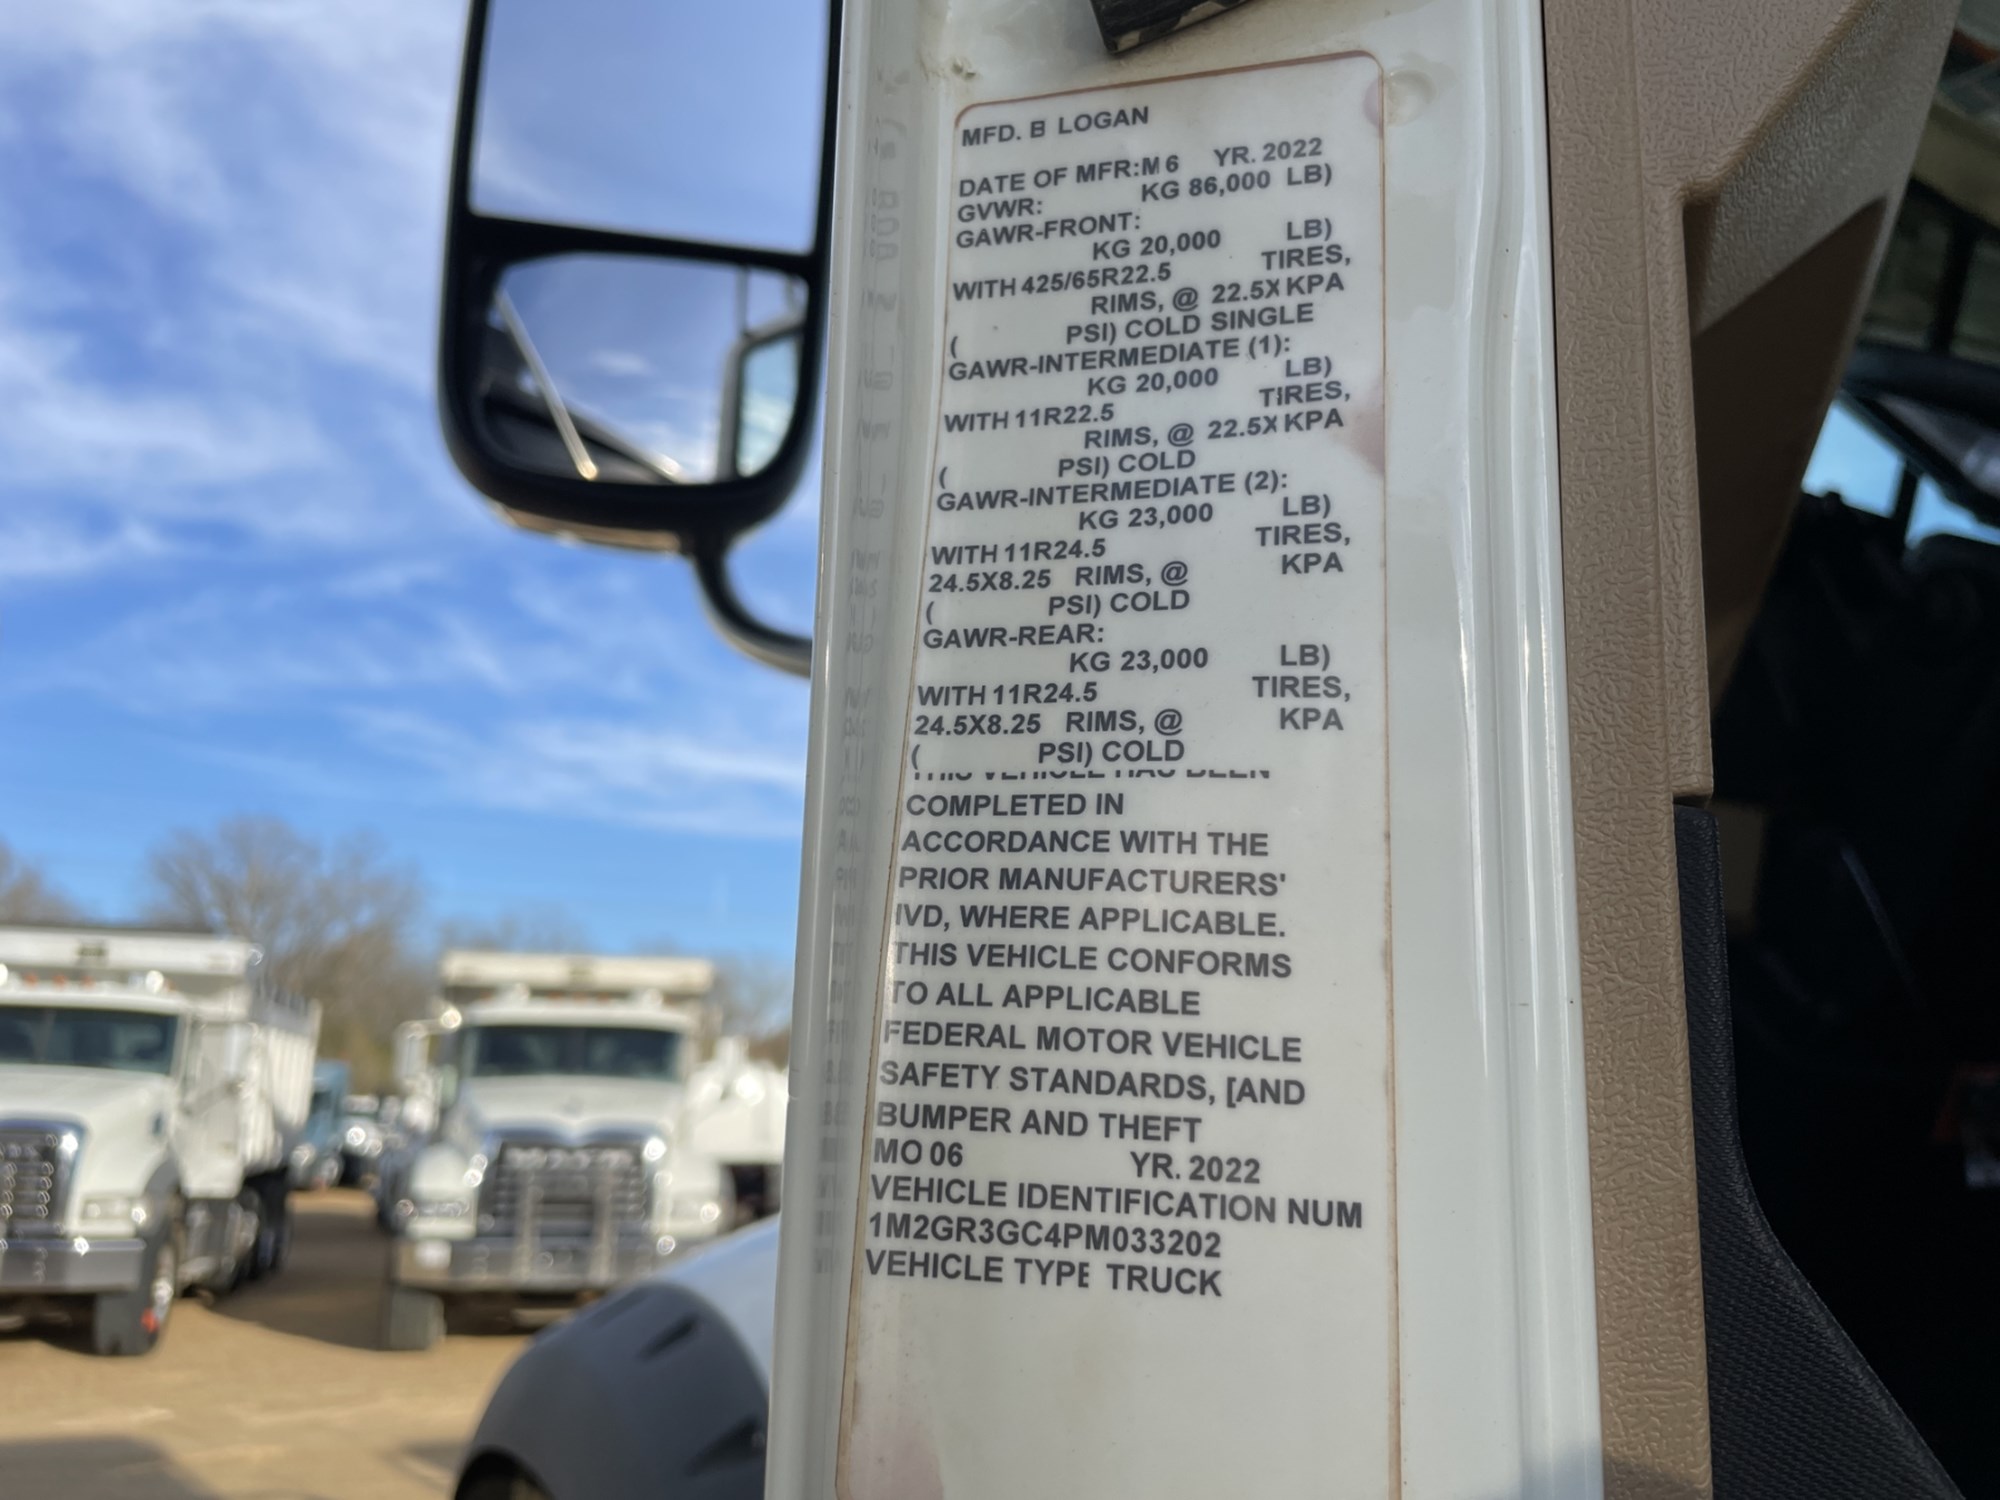 MFD. B LOGAN
DATE OF MFR:M 6 YR. 2022
GVWR: KG 86,000 LB)
GAWR-FRONT:
KG 20,000 LB)
WITH 425/65R22.5 TIRES,
RIMS, @ 22.5X KPA
( PSI) COLD SINGLE
GAWR-INTERMEDIATE (1):
KG 20,000 LB)
WITH 11R22.5 TIRES,
RIMS, @ 22.5X KPA
( PSI) COLD
GAWR-INTERMEDIATE (2):
KG 23,000 LB)
WITH 11R24.5 TIRES,
24.5X8.25 RIMS, @ KPA
( PSI) COLD
GAWR-REAR:
KG 23,000 LB)
WITH 11R24.5 TIRES,
24.5X8.25 RIMS, @ KPA
( PSI) COLD
THIS VEHICLE HAS BEEN
COMPLETED IN
ACCORDANCE WITH THE
PRIOR MANUFACTURERS'
IVD, WHERE APPLICABLE.
THIS VEHICLE CONFORMS
TO ALL APPLICABLE
FEDERAL MOTOR VEHICLE
SAFETY STANDARDS, [AND
BUMPER AND THEFT
MO 06 YR. 2022
VEHICLE IDENTIFICATION NUM
1M2GR3GC4PM033202
VEHICLE TYPE TRUCK